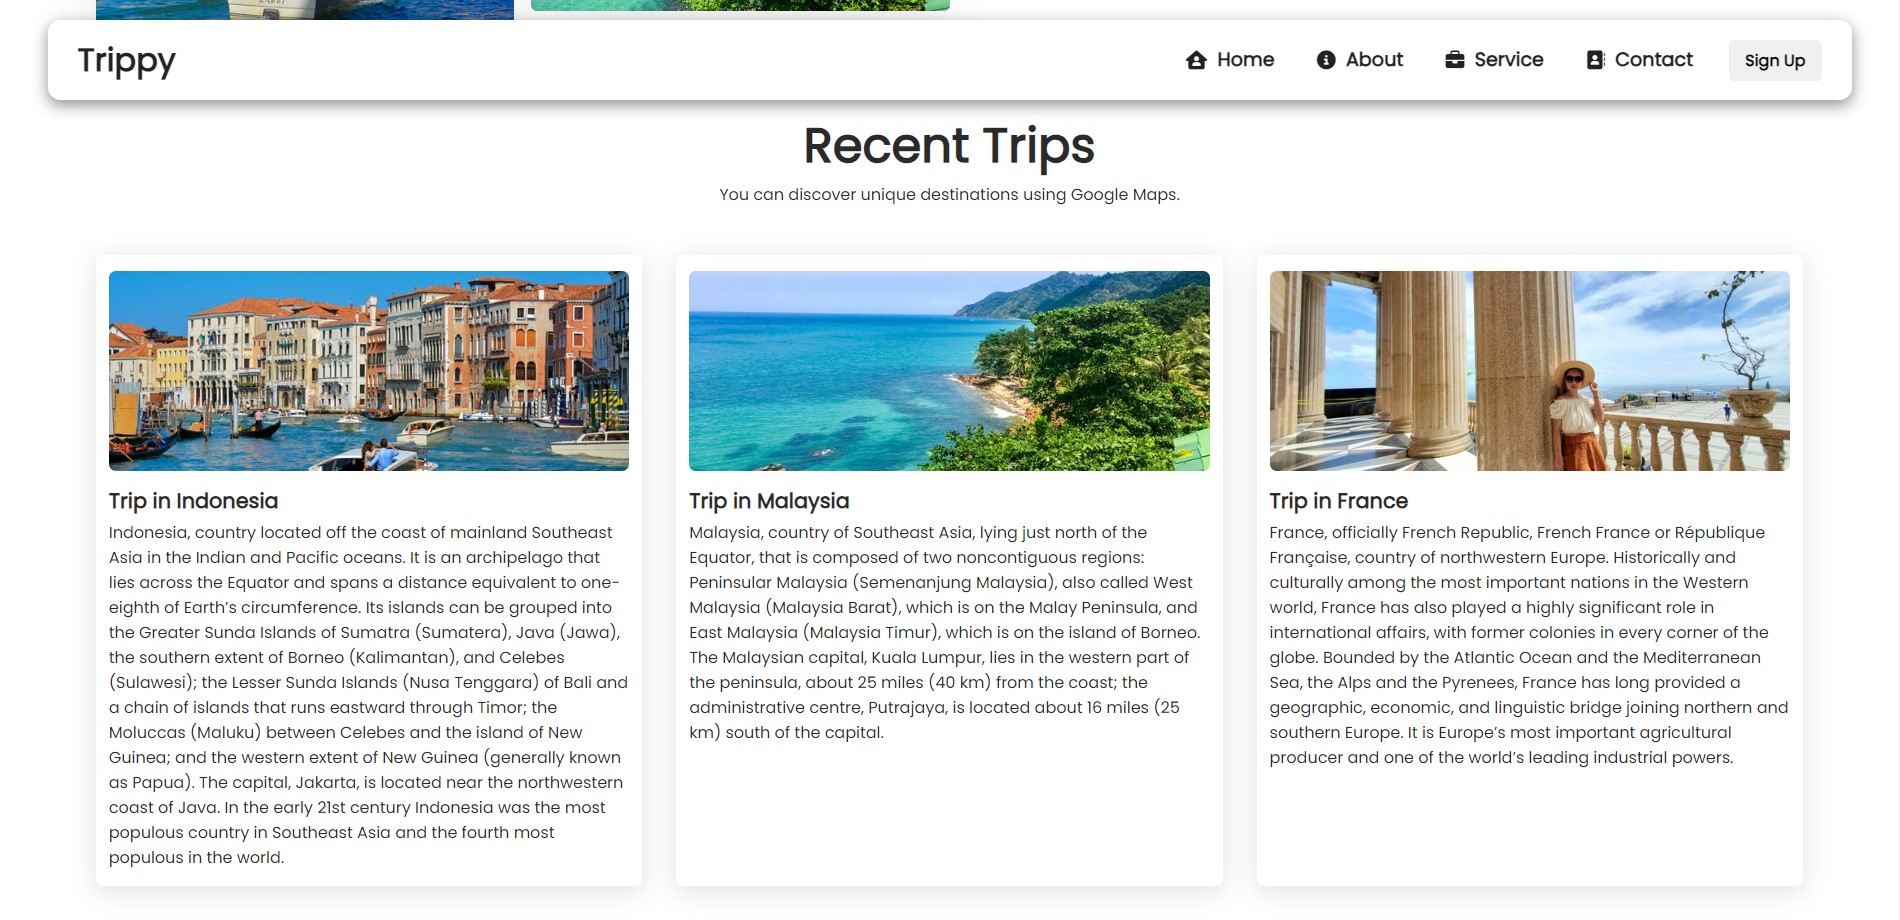 Trippy
Home
About
Service
Contact
Sign Up
Recent Trips
You can discover unique destinations using Google Maps.
Trip in Indonesia
Indonesia, country located off the coast of mainland Southeast
Asia in the Indian and Pacific oceans. It is an archipelago that
lies across the Equator and spans a distance equivalent to one-
eighth of Earth’s circumference. Its islands can be grouped into
the Greater Sunda Islands of Sumatra (Sumatera), Java (Jawa),
the southern extent of Borneo (Kalimantan), and Celebes
(Sulawesi); the Lesser Sunda Islands (Nusa Tenggara) of Bali and
a chain of islands that runs eastward through Timor; the
Moluccas (Maluku) between Celebes and the island of New
Guinea; and the western extent of New Guinea (generally known
as Papua). The capital, Jakarta, is located near the northwestern
coast of Java. In the early 21st century Indonesia was the most
populous country in Southeast Asia and the fourth most
populous in the world.
Trip in Malaysia
Malaysia, country of Southeast Asia, lying just north of the
Equator, that is composed of two noncontiguous regions:
Peninsular Malaysia (Semenanjung Malaysia), also called West
Malaysia (Malaysia Barat), which is on the Malay Peninsula, and
East Malaysia (Malaysia Timur), which is on the island of Borneo.
The Malaysian capital, Kuala Lumpur, lies in the western part of
the peninsula, about 25 miles (40 km) from the coast; the
administrative centre, Putrajaya, is located about 16 miles (25
km) south of the capital.
Trip in France
France, officially French Republic, French France or République
Française, country of northwestern Europe. Historically and
culturally among the most important nations in the Western
world, France has also played a highly significant role in
international affairs, with former colonies in every corner of the
globe. Bounded by the Atlantic Ocean and the Mediterranean
Sea, the Alps and the Pyrenees, France has long provided a
geographic, economic, and linguistic bridge joining northern and
southern Europe. It is Europe’s most important agricultural
producer and one of the world’s leading industrial powers.